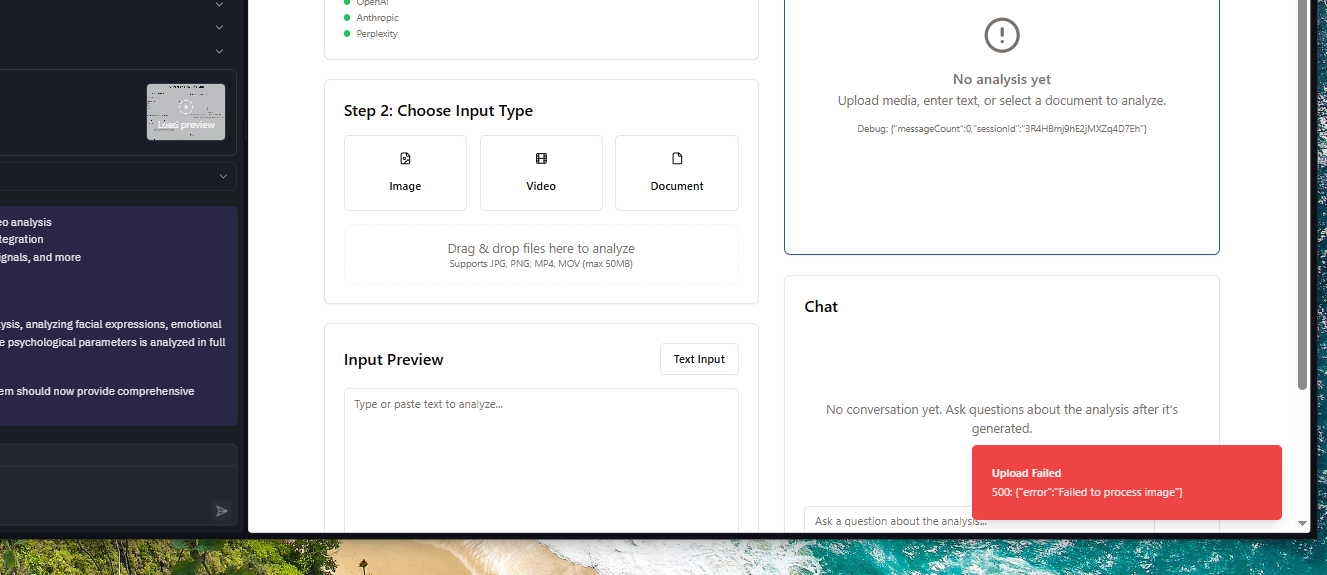 Load preview
eo analysis
tegration
ignals, and more
ysis, analyzing facial expressions, emotional
e psychological parameters is analyzed in full
em should now provide comprehensive
OpenAI
Anthropic
Perplexity
Step 2: Choose Input Type
Image
Video
Document
Drag & drop files here to analyze
Supports JPG, PNG, MP4, MOV (max 50MB)
Input Preview
Text Input
Type or paste text to analyze...
No analysis yet
Upload media, enter text, or select a document to analyze.
Debug: {"messageCount":0,"sessionId":"3R4HBmj9hE2jMXZq4D7Eh"}
Chat
No conversation yet. Ask questions about the analysis after it's
generated.
Upload Failed
500: {"error":"Failed to process image"}
Ask a question about the analysis...